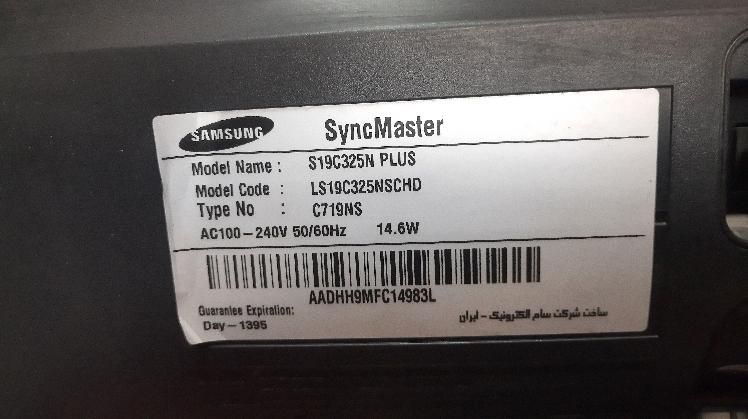 SAMSUNG SyncMaster
Model Name : S19C325N PLUS
Model Code : LS19C325NSCHD
Type No : C719NS
AC100-240V 50/60Hz 14.6W
AADHH9MFC14983L
Guarantee Expiration:
Day-1395
ساخت شرکت سام الکترونیک - ایران